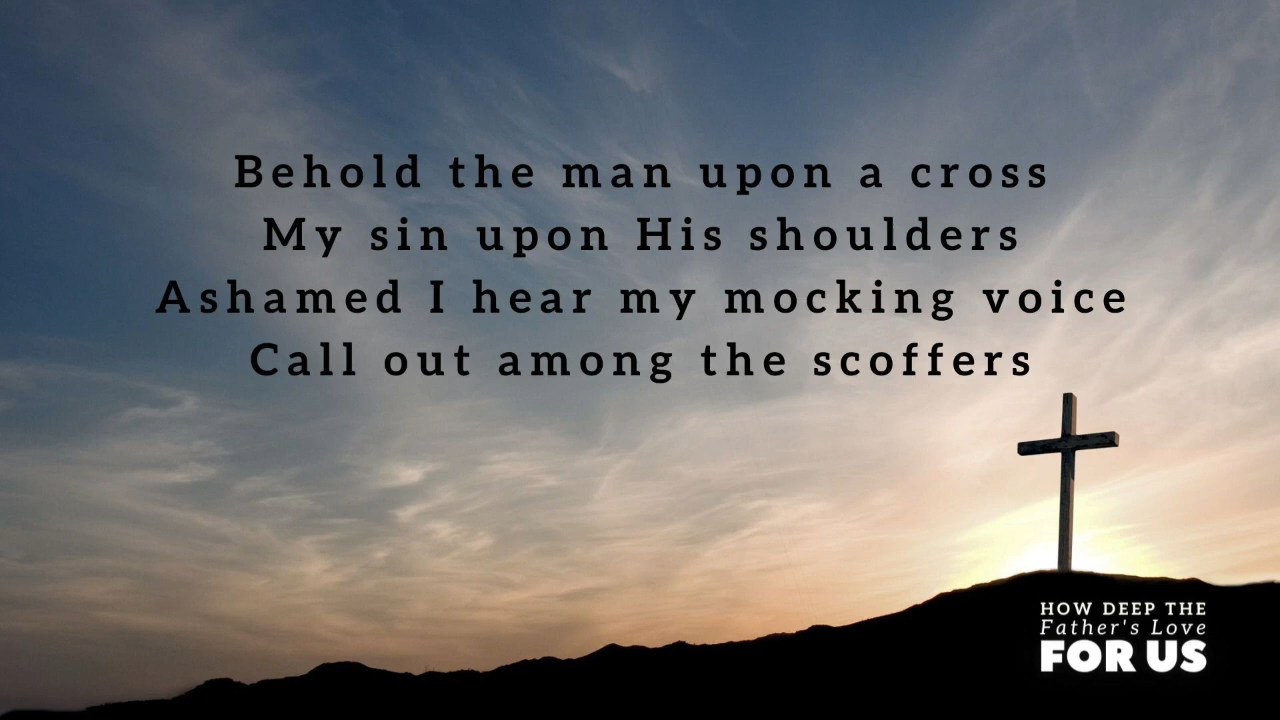 Behold the man upon a cross
My sin upon His shoulders
Ashamed I hear my mocking voice
Call out among the scoffers
HOW DEEP THE
Father's Love
FOR US